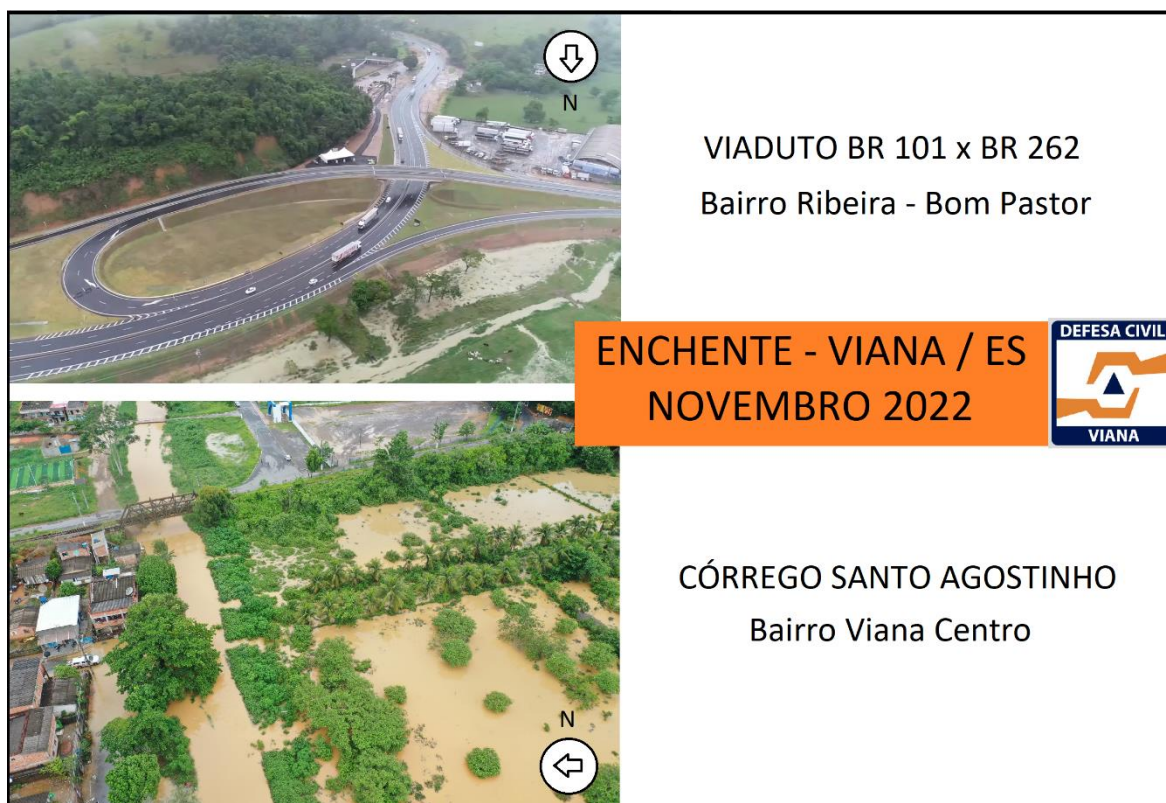 N
VIADUTO BR 101 x BR 262
Bairro Ribeira - Bom Pastor
ENCHENTE - VIANA / ES
NOVEMBRO 2022
DEFESA CIVIL
VIANA
CÓRREGO SANTO AGOSTINHO
Bairro Viana Centro
N